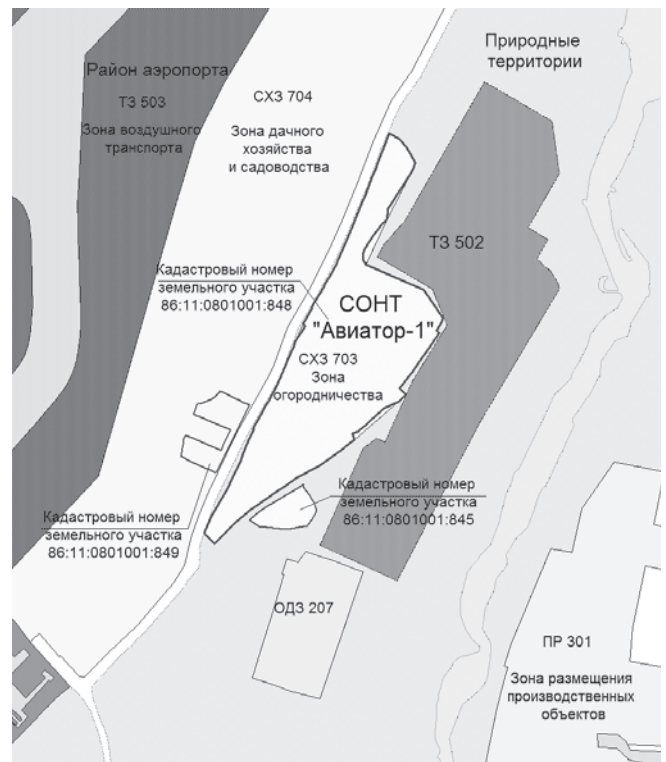 Природные
территории
Район аэропорта
ТЗ 503
Зона воздушного
транспорта
СХЗ 704
Зона дачного
хозяйства
и садоводства
ТЗ 502
Кадастровый номер
земельного участка
86:11:0801001:848
СОНТ
"Авиатор-1"
СХЗ 703
Зона
огородничества
Кадастровый номер
земельного участка
86:11:0801001:845
Кадастровый номер
земельного участка
86:11:0801001:849
ОДЗ 207
ПР 301
Зона размещения
производственных
объектов